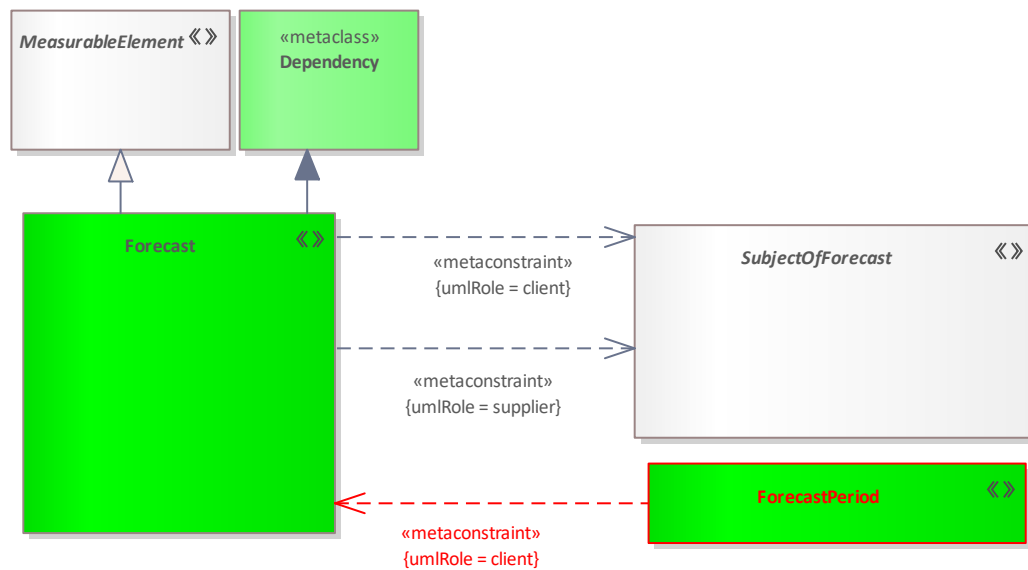 MeasurableElement «»
«metaclass»
Dependency
Forecast «»
«metaconstraint»
{umlRole = client}
SubjectOfForecast «»
«metaconstraint»
{umlRole = supplier}
ForecastPeriod «»
«metaconstraint»
{umlRole = client}